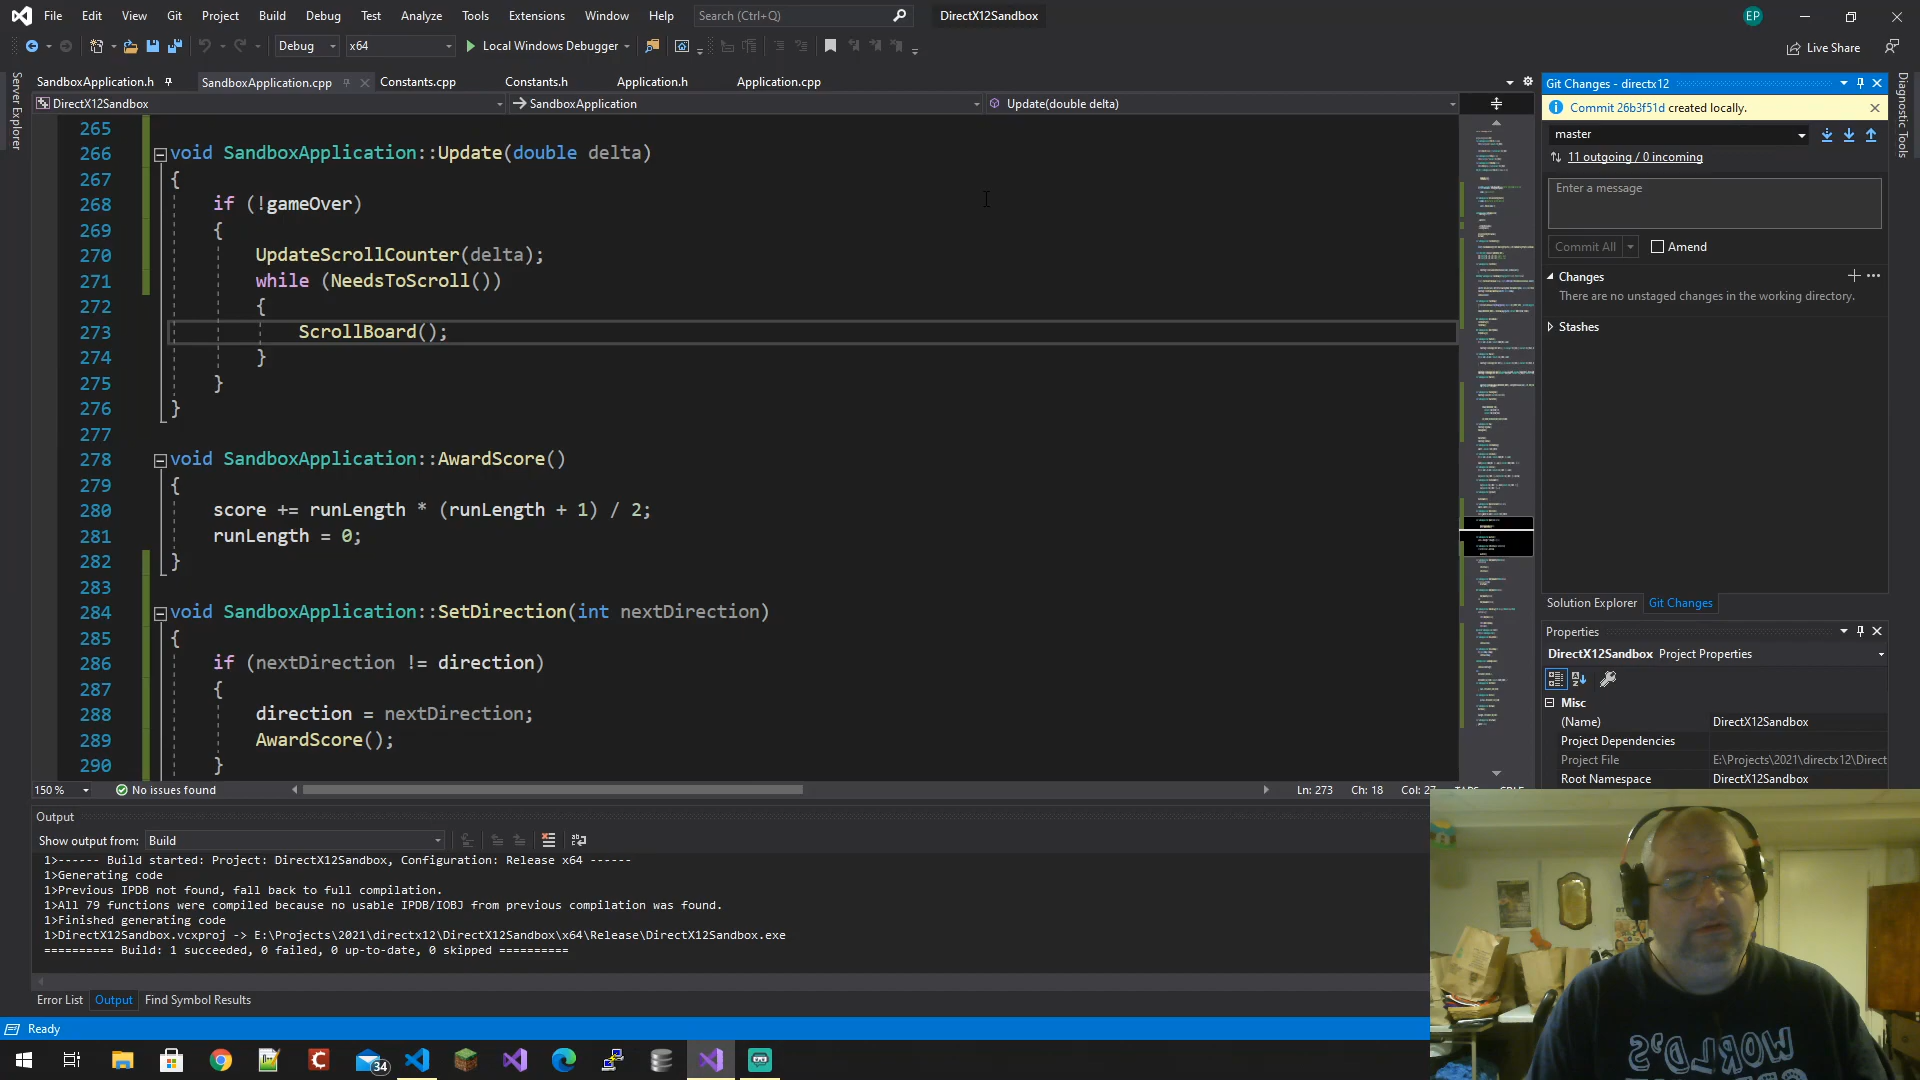 File Edit View Git Project Build Debug Test Analyze Tools Extensions Window Help Search (Ctrl+Q) DirectX12Sandbox EP
Debug x64 Local Windows Debugger Live Share
Server Explorer
SandboxApplication.h SandboxApplication.cpp Constants.cpp Constants.h Application.h Application.cpp
DirectX12Sandbox SandboxApplication Update(double delta)
265
266 void SandboxApplication::Update(double delta)
267 {
268 if (!gameOver)
269 {
270 UpdateScrollCounter(delta);
271 while (NeedsToScroll())
272 {
273 ScrollBoard();
274 }
275 }
276 }
277
278 void SandboxApplication::AwardScore()
279 {
280 score += runLength * (runLength + 1) / 2;
281 runLength = 0;
282 }
283
284 void SandboxApplication::SetDirection(int nextDirection)
285 {
286 if (nextDirection != direction)
287 {
288 direction = nextDirection;
289 AwardScore();
290 }
150 % No issues found Ln: 273 Ch: 18
Output
Show output from: Build
1>------ Build started: Project: DirectX12Sandbox, Configuration: Release x64 ------
1>Generating code
1>Previous IPDB not found, fall back to full compilation.
1>All 79 functions were compiled because no usable IPDB/IOBJ from previous compilation was found.
1>Finished generating code
1>DirectX12Sandbox.vcxproj -> E:\Projects\2021\directx12\DirectX12Sandbox\x64\Release\DirectX12Sandbox.exe
========== Build: 1 succeeded, 0 failed, 0 up-to-date, 0 skipped ==========
Error List Output Find Symbol Results
Ready
34
Git Changes - directx12
Commit 26b3f51d created locally.
master
11 outgoing / 0 incoming
Enter a message
Commit All Amend
Changes
There are no unstaged changes in the working directory.
Stashes
Solution Explorer Git Changes
Properties
DirectX12Sandbox Project Properties
Misc
(Name) DirectX12Sandbox
Project Dependencies
Project File E:\Projects\2021\directx12\Direct
Root Namespace DirectX12Sandbox
Diagnostic Tools